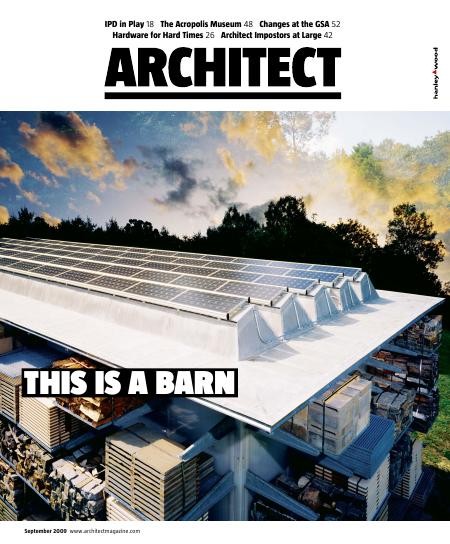 IPD in Play 18 The Acropolis Museum 48 Changes at the GSA 52
Hardware for Hard Times 26 Architect Impostors at Large 42
ARCHITECT
hanley wood
THIS IS A BARN
September 2009 www.architectmagazine.com